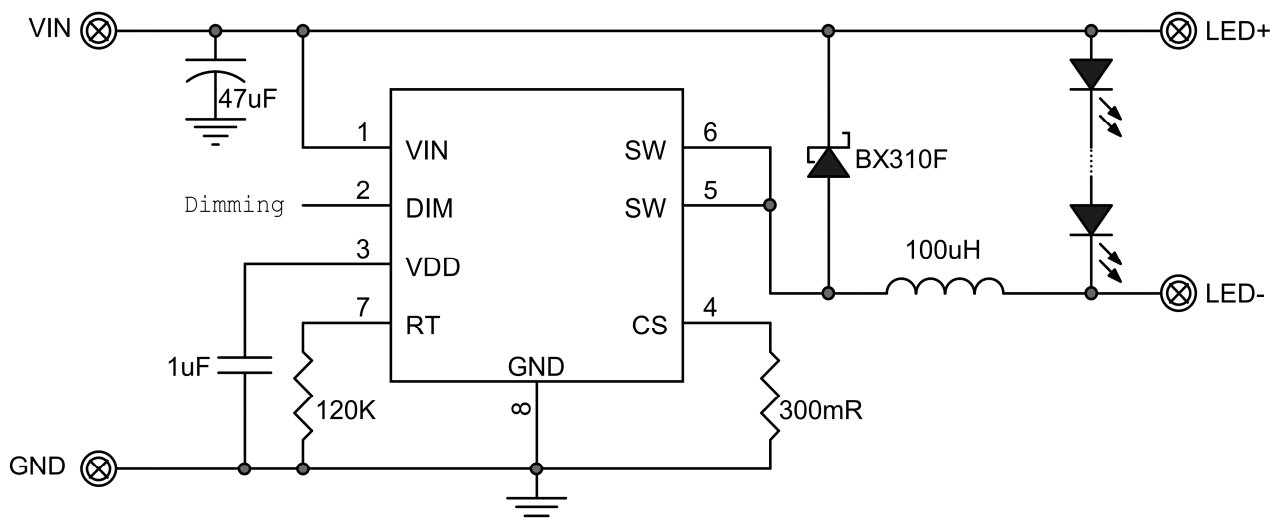 VIN
LED+
47uF
1
VIN
SW
6
BX310F
Dimming
2
DIM
SW
5
3
VDD
100uH
LED-
7
RT
CS
4
1uF
120K
GND
8
300mR
GND